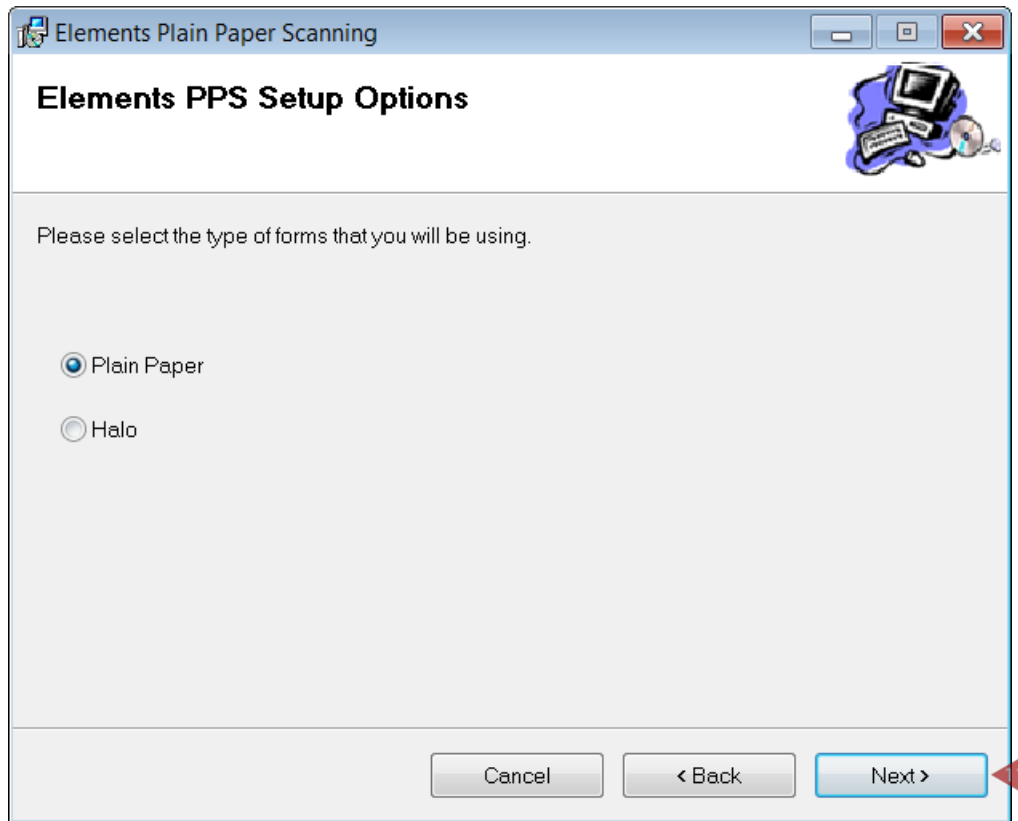 Elements Plain Paper Scanning
Elements PPS Setup Options
Please select the type of forms that you will be using.
Plain Paper
Halo
Cancel < Back Next >